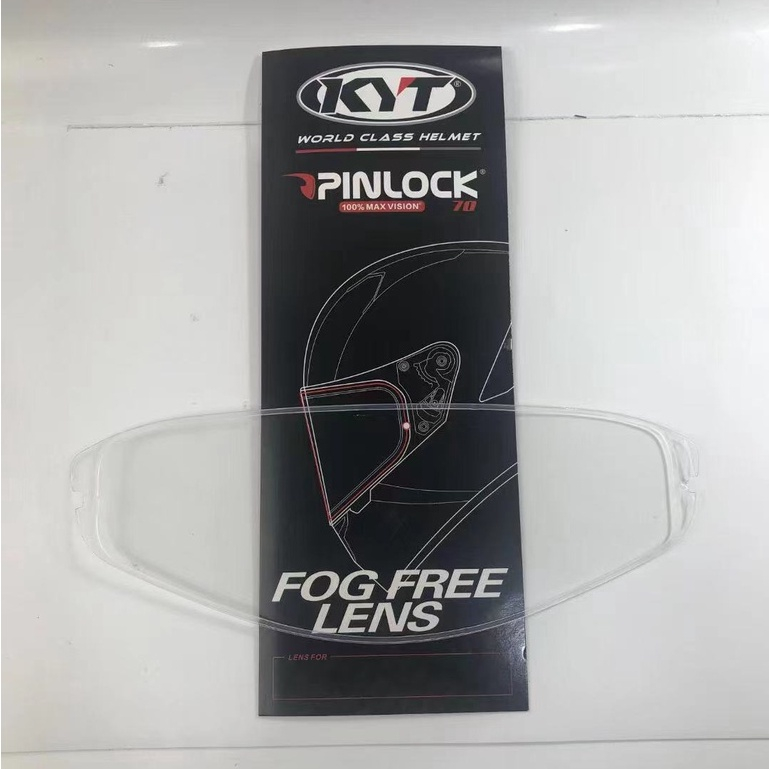 KYT®
WORLD CLASS HELMET
PINLOCK®
100% MAX VISION® 70
FOG FREE
LENS
LENS FOR